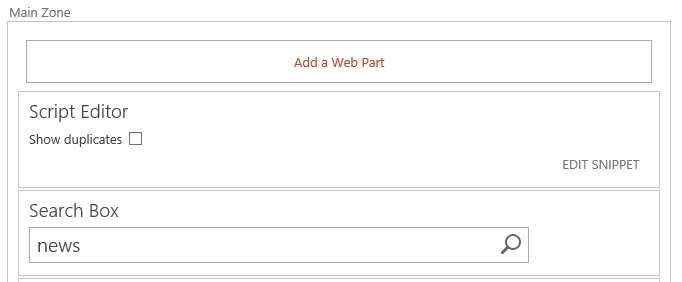 Main Zone
Add a Web Part
Script Editor
Show duplicates
EDIT SNIPPET
Search Box
news